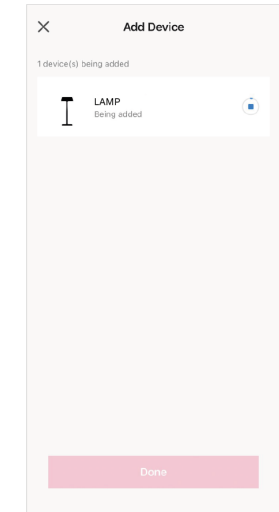 Add Device
1 device(s) being added
LAMP
Being added
Done